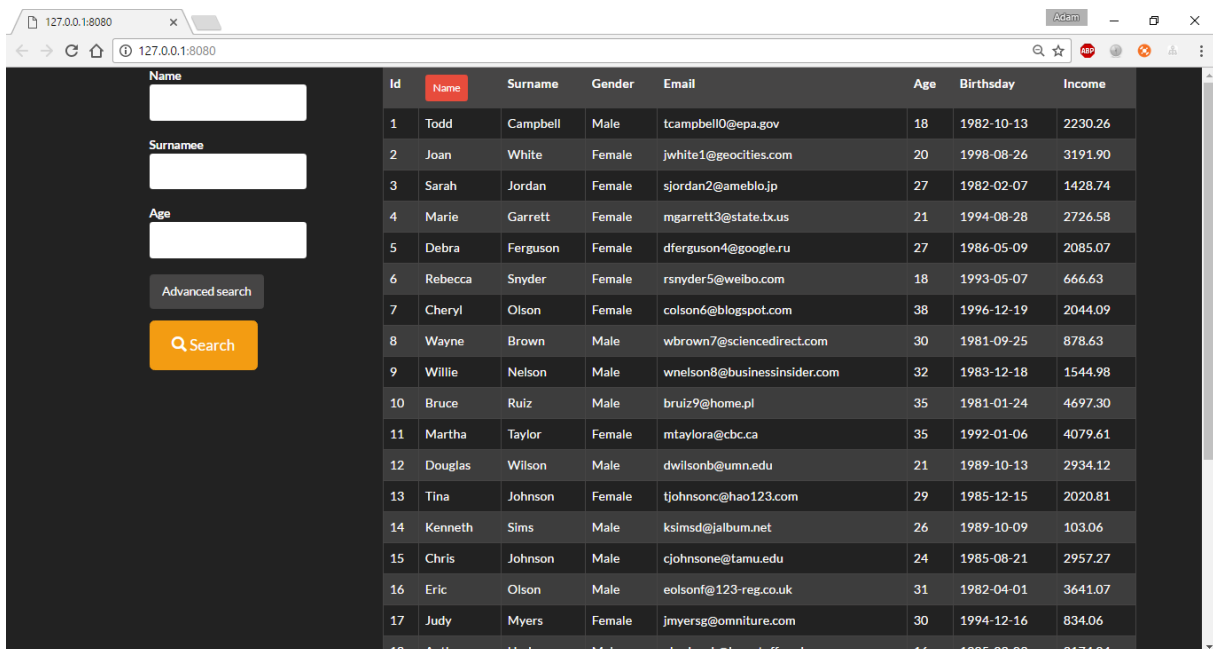 127.0.0.1:8080
Adam
127.0.0.1:8080
ABP
Name
Surnamee
Age
Advanced search
Search
Id Name Surname Gender Email Age Birthsday Income
1 Todd Campbell Male tcampbell0@epa.gov 18 1982-10-13 2230.26
2 Joan White Female jwhite1@geocities.com 20 1998-08-26 3191.90
3 Sarah Jordan Female sjordan2@ameblo.jp 27 1982-02-07 1428.74
4 Marie Garrett Female mgarrett3@state.tx.us 21 1994-08-28 2726.58
5 Debra Ferguson Female dferguson4@google.ru 27 1986-05-09 2085.07
6 Rebecca Snyder Female rsnyder5@weibo.com 18 1993-05-07 666.63
7 Cheryl Olson Female colson6@blogspot.com 38 1996-12-19 2044.09
8 Wayne Brown Male wbrown7@sciencedirect.com 30 1981-09-25 878.63
9 Willie Nelson Male wnelson8@businessinsider.com 32 1983-12-18 1544.98
10 Bruce Ruiz Male bruiz9@home.pl 35 1981-01-24 4697.30
11 Martha Taylor Female mtaylora@cbc.ca 35 1992-01-06 4079.61
12 Douglas Wilson Male dwilsonb@umn.edu 21 1989-10-13 2934.12
13 Tina Johnson Female tjohnsonc@hao123.com 29 1985-12-15 2020.81
14 Kenneth Sims Male ksimsd@jalbum.net 26 1989-10-09 103.06
15 Chris Johnson Male cjohnsone@tamu.edu 24 1985-08-21 2957.27
16 Eric Olson Male eolsonf@123-reg.co.uk 31 1982-04-01 3641.07
17 Judy Myers Female jmyersg@omniture.com 30 1994-12-16 834.06